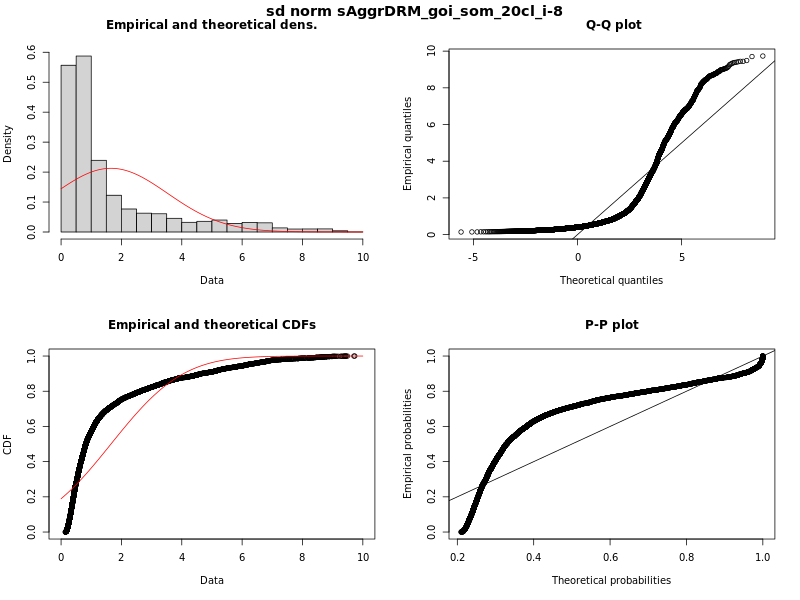 sd norm sAggrDRM_goi_som_20cl_i-8
Empirical and theoretical dens.
Density
0.0 0.1 0.2 0.3 0.4 0.5 0.6
0 2 4 6 8 10
Data
Q-Q plot
Empirical quantiles
0 2 4 6 8 10
-5 0 5
Theoretical quantiles
Empirical and theoretical CDFs
CDF
0.0 0.2 0.4 0.6 0.8 1.0
0 2 4 6 8 10
Data
P-P plot
Empirical probabilities
0.0 0.2 0.4 0.6 0.8 1.0
0.2 0.4 0.6 0.8 1.0
Theoretical probabilities